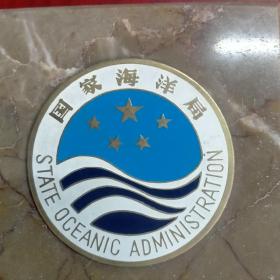 国家海洋局
STATE OCEANIC ADMINISTRATION